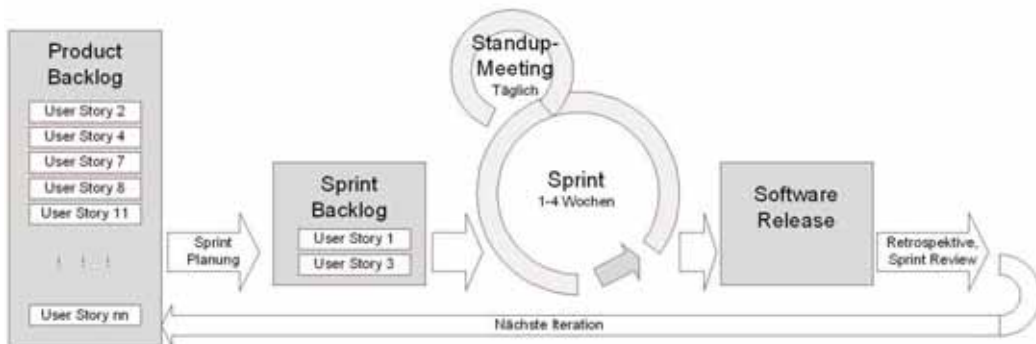 Product
Backlog
User Story 2
User Story 4
User Story 7
User Story 8
User Story 11
User Story nn
Sprint
Planung
Sprint
Backlog
User Story 1
User Story 3
Standup-
Meeting
Täglich
Sprint
1-4 Wochen
Software
Release
Retrospektive,
Sprint Review
Nächste Iteration